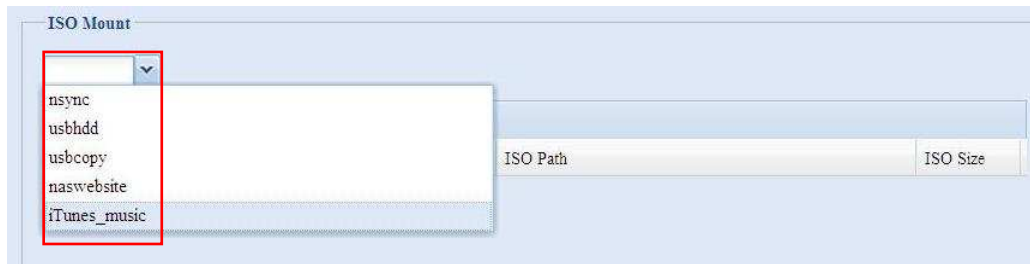 ISO Mount
nsync
usbhdd
usbcopy
ISO Path ISO Size
naswebsite
iTunes_music